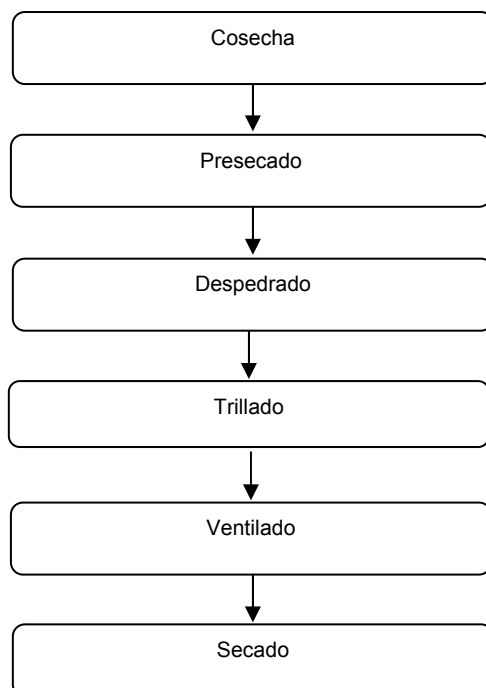 Cosecha
Presecado
Despedrado
Trillado
Ventilado
Secado